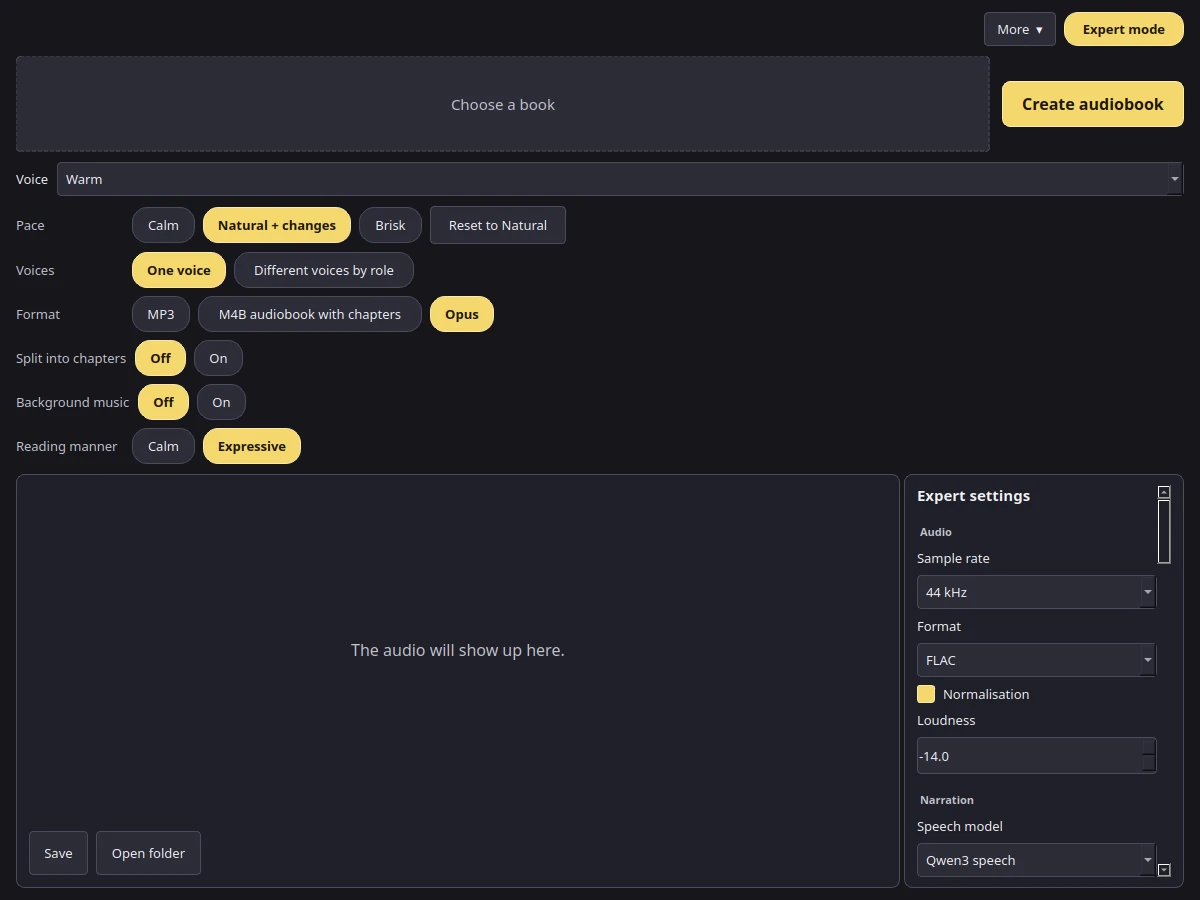 More ▾ Expert mode
Choose a book
Create audiobook
Voice Warm
Pace Calm Natural + changes Brisk Reset to Natural
Voices One voice Different voices by role
Format MP3 M4B audiobook with chapters Opus
Split into chapters Off On
Background music Off On
Reading manner Calm Expressive
The audio will show up here.
Save Open folder
Expert settings
Audio
Sample rate
44 kHz
Format
FLAC
Normalisation
Loudness
-14.0
Narration
Speech model
Qwen3 speech